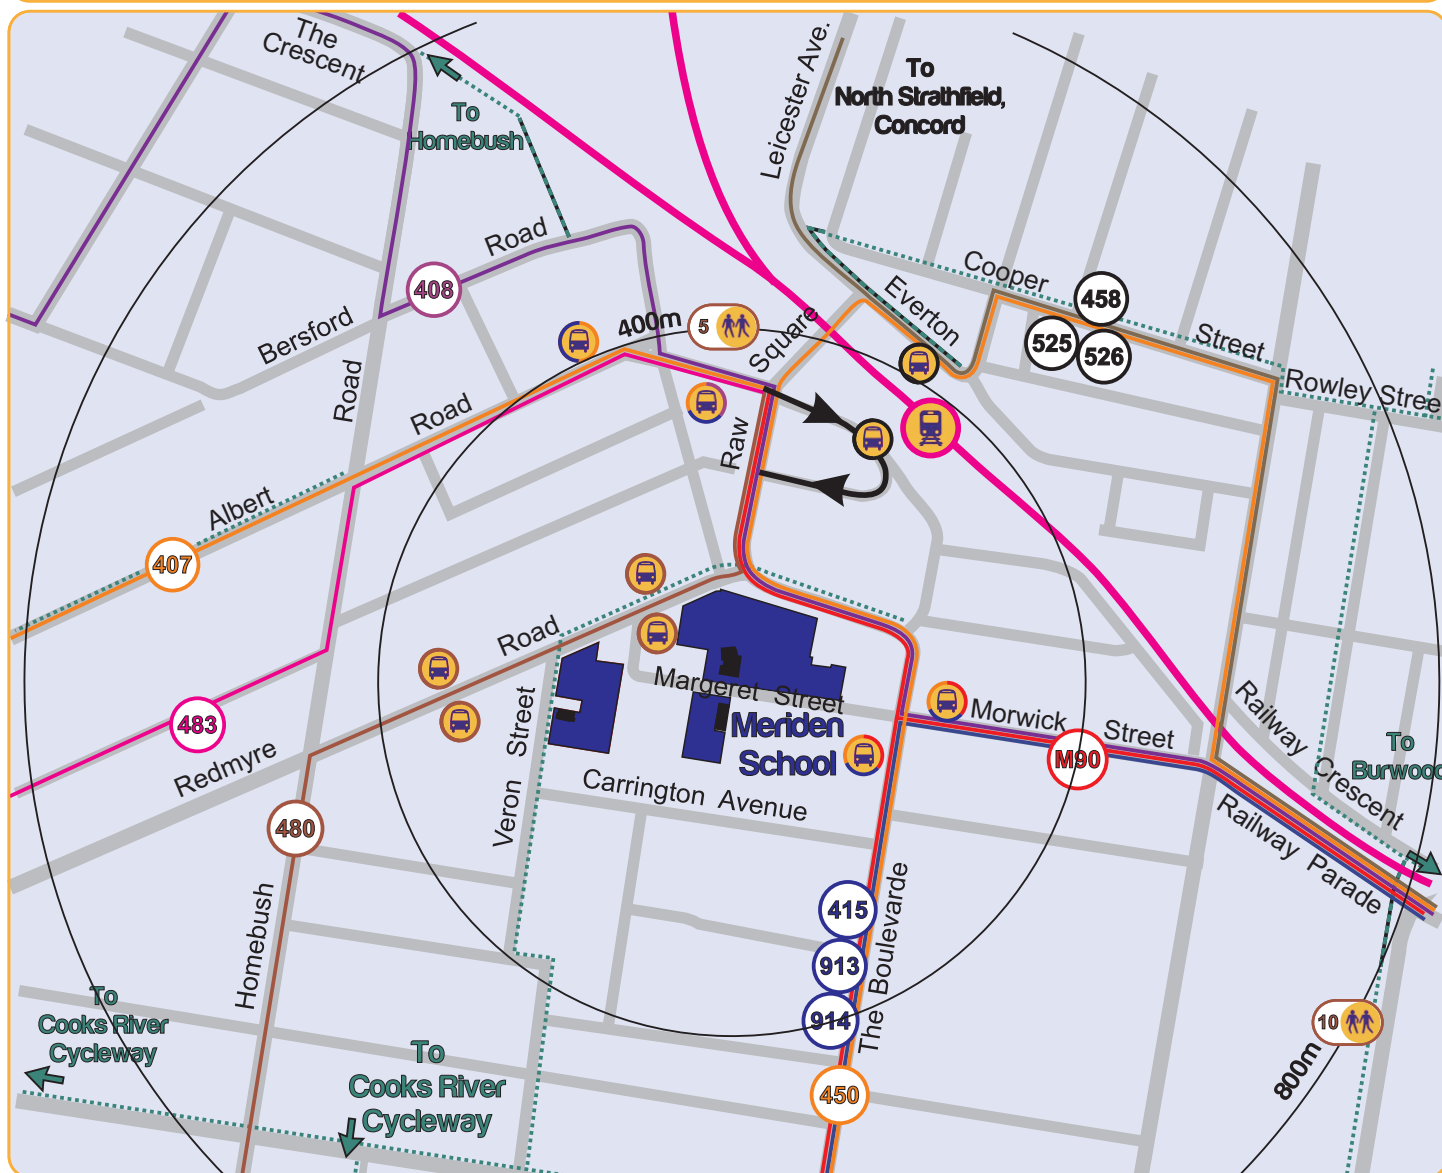 The
Crescent
To
Homebush
Leicester Ave.
To
North Strathfield,
Concord
Road
408
Bersford
Cooper
458
Everton
525
526
Street
Rowley Stree
400m
5
Square
Road
Road
Raw
Albert
407
Road
483
Redmyre
480
Homebush
Veron Street
Margeret Street
Meriden
School
Carrington Avenue
Morwick Street
M90
Railway Crescent
To
Burwood
Railway Parade
415
913
914
The Boulevarde
450
10
800m
To
Cooks River
Cycleway
To
Cooks River
Cycleway